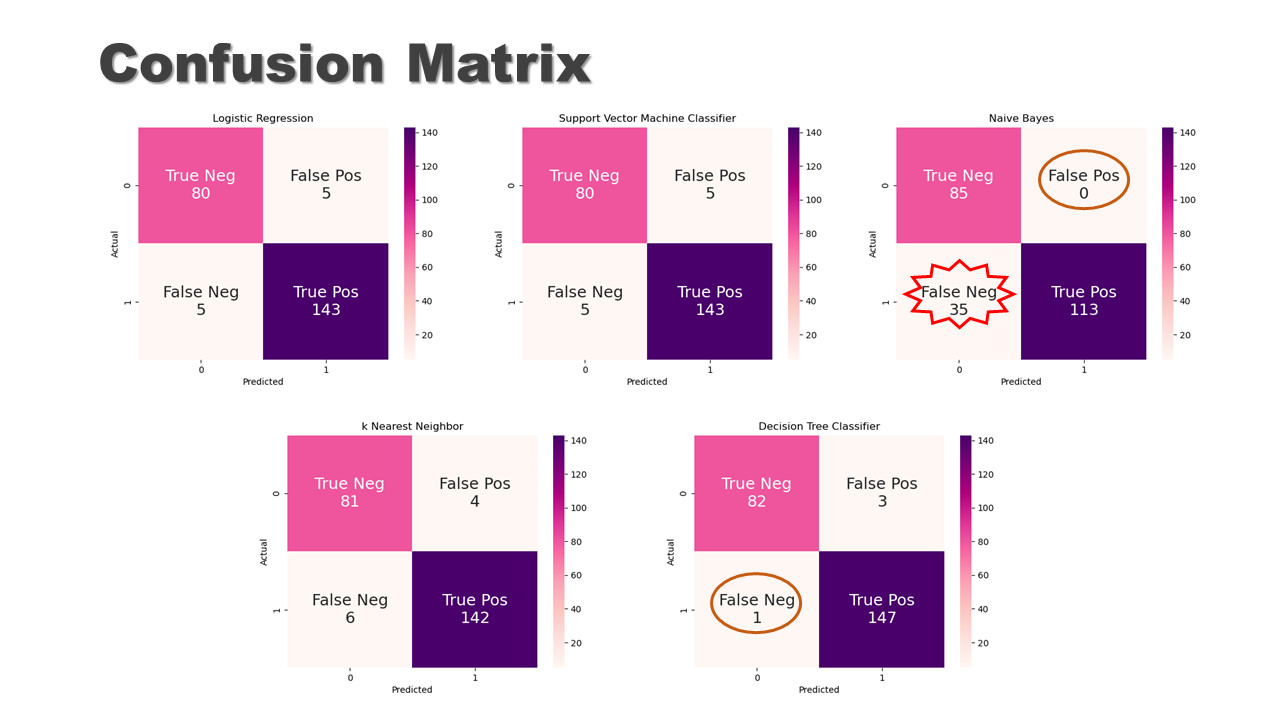 Confusion Matrix
Logistic Regression
True Neg
80
False Pos
5
False Neg
5
True Pos
143
0
1
Actual
0
1
Predicted
140
120
100
80
60
40
20
Support Vector Machine Classifier
True Neg
80
False Pos
5
False Neg
5
True Pos
143
0
1
Actual
0
1
Predicted
140
120
100
80
60
40
20
Naive Bayes
True Neg
85
False Pos
0
False Neg
35
True Pos
113
0
1
Actual
0
1
Predicted
140
120
100
80
60
40
20
k Nearest Neighbor
True Neg
81
False Pos
4
False Neg
6
True Pos
142
0
1
Actual
0
1
Predicted
140
120
100
80
60
40
20
Decision Tree Classifier
True Neg
82
False Pos
3
False Neg
1
True Pos
147
0
1
Actual
0
1
Predicted
140
120
100
80
60
40
20